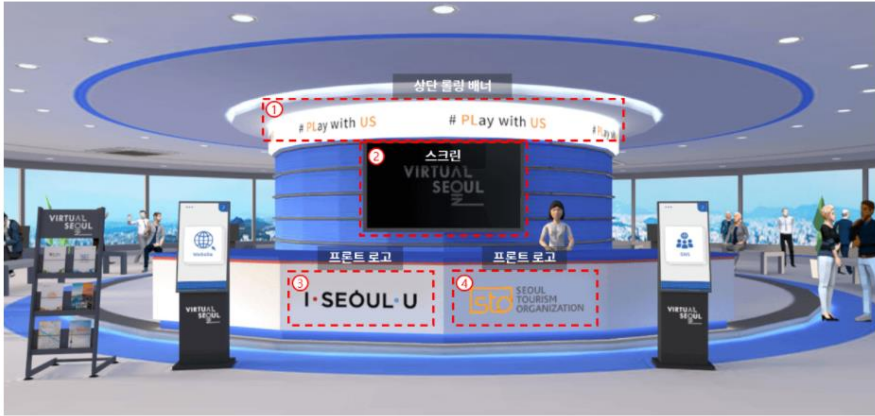 상단 롤링 배너
①
# PLay with US
# PLay with US
② 스크린
VIRTUAL
SEOUL
VIRTUAL
SEOUL
Website
SNS
프론트 로고
프론트 로고
③
I·SEOUL·U
④
sto
SEOUL
TOURISM
ORGANIZATION
VIRTUAL
SEOUL
VIRTUAL
SEOUL